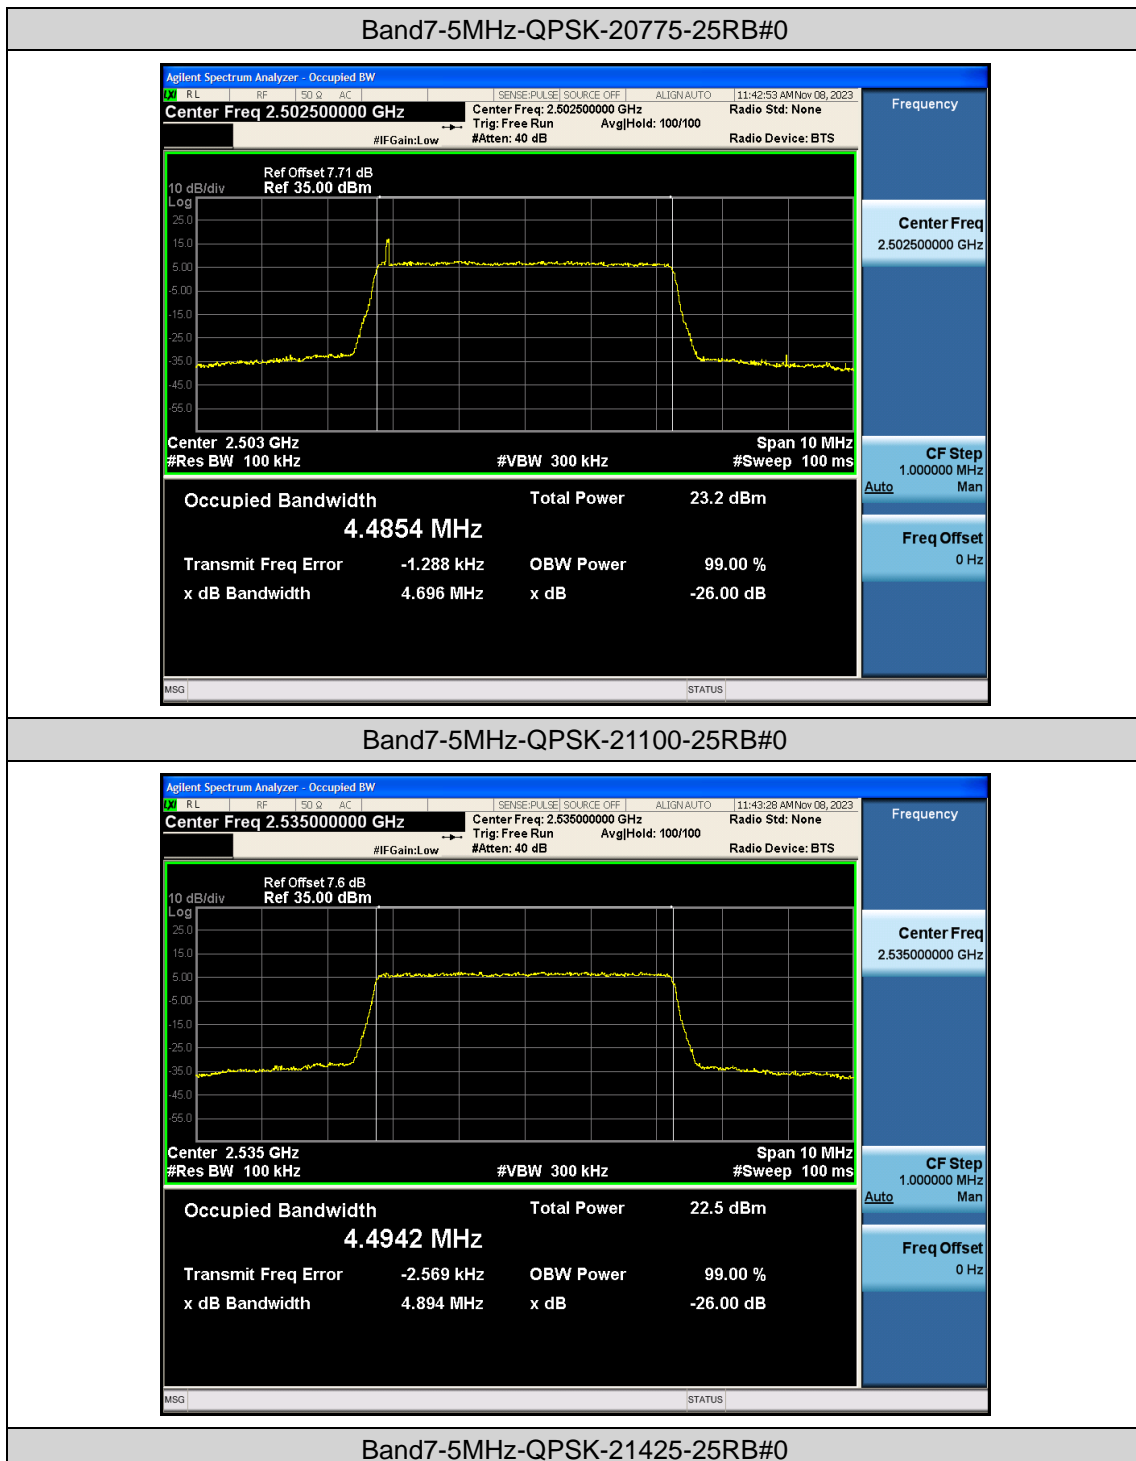 Band7-5MHz-QPSK-20775-25RB#0
Agilent Spectrum Analyzer - Occupied BW
LXI RL RF 50 Ω AC SENSE:PULSE SOURCE OFF ALIGN AUTO 11:42:53 AM Nov 08, 2023
Center Freq 2.502500000 GHz Center Freq: 2.502500000 GHz Radio Std: None
Trig: Free Run Avg|Hold: 100/100
#IFGain:Low #Atten: 40 dB Radio Device: BTS
Frequency
Ref Offset 7.71 dB
10 dB/div Ref 35.00 dBm
Log
25.0
15.0
5.00
-5.00
-15.0
-25.0
-35.0
-45.0
-55.0
Center 2.503 GHz Span 10 MHz
#Res BW 100 kHz #VBW 300 kHz #Sweep 100 ms
Center Freq
2.502500000 GHz
CF Step
1.000000 MHz
Auto Man
Freq Offset
0 Hz
Occupied Bandwidth Total Power 23.2 dBm
4.4854 MHz
Transmit Freq Error -1.288 kHz OBW Power 99.00 %
x dB Bandwidth 4.696 MHz x dB -26.00 dB
MSG STATUS
Band7-5MHz-QPSK-21100-25RB#0
Agilent Spectrum Analyzer - Occupied BW
LXI RL RF 50 Ω AC SENSE:PULSE SOURCE OFF ALIGN AUTO 11:43:28 AM Nov 08, 2023
Center Freq 2.535000000 GHz Center Freq: 2.535000000 GHz Radio Std: None
Trig: Free Run Avg|Hold: 100/100
#IFGain:Low #Atten: 40 dB Radio Device: BTS
Frequency
Ref Offset 7.6 dB
10 dB/div Ref 35.00 dBm
Log
25.0
15.0
5.00
-5.00
-15.0
-25.0
-35.0
-45.0
-55.0
Center 2.535 GHz Span 10 MHz
#Res BW 100 kHz #VBW 300 kHz #Sweep 100 ms
Center Freq
2.535000000 GHz
CF Step
1.000000 MHz
Auto Man
Freq Offset
0 Hz
Occupied Bandwidth Total Power 22.5 dBm
4.4942 MHz
Transmit Freq Error -2.569 kHz OBW Power 99.00 %
x dB Bandwidth 4.894 MHz x dB -26.00 dB
MSG STATUS
Band7-5MHz-QPSK-21425-25RB#0